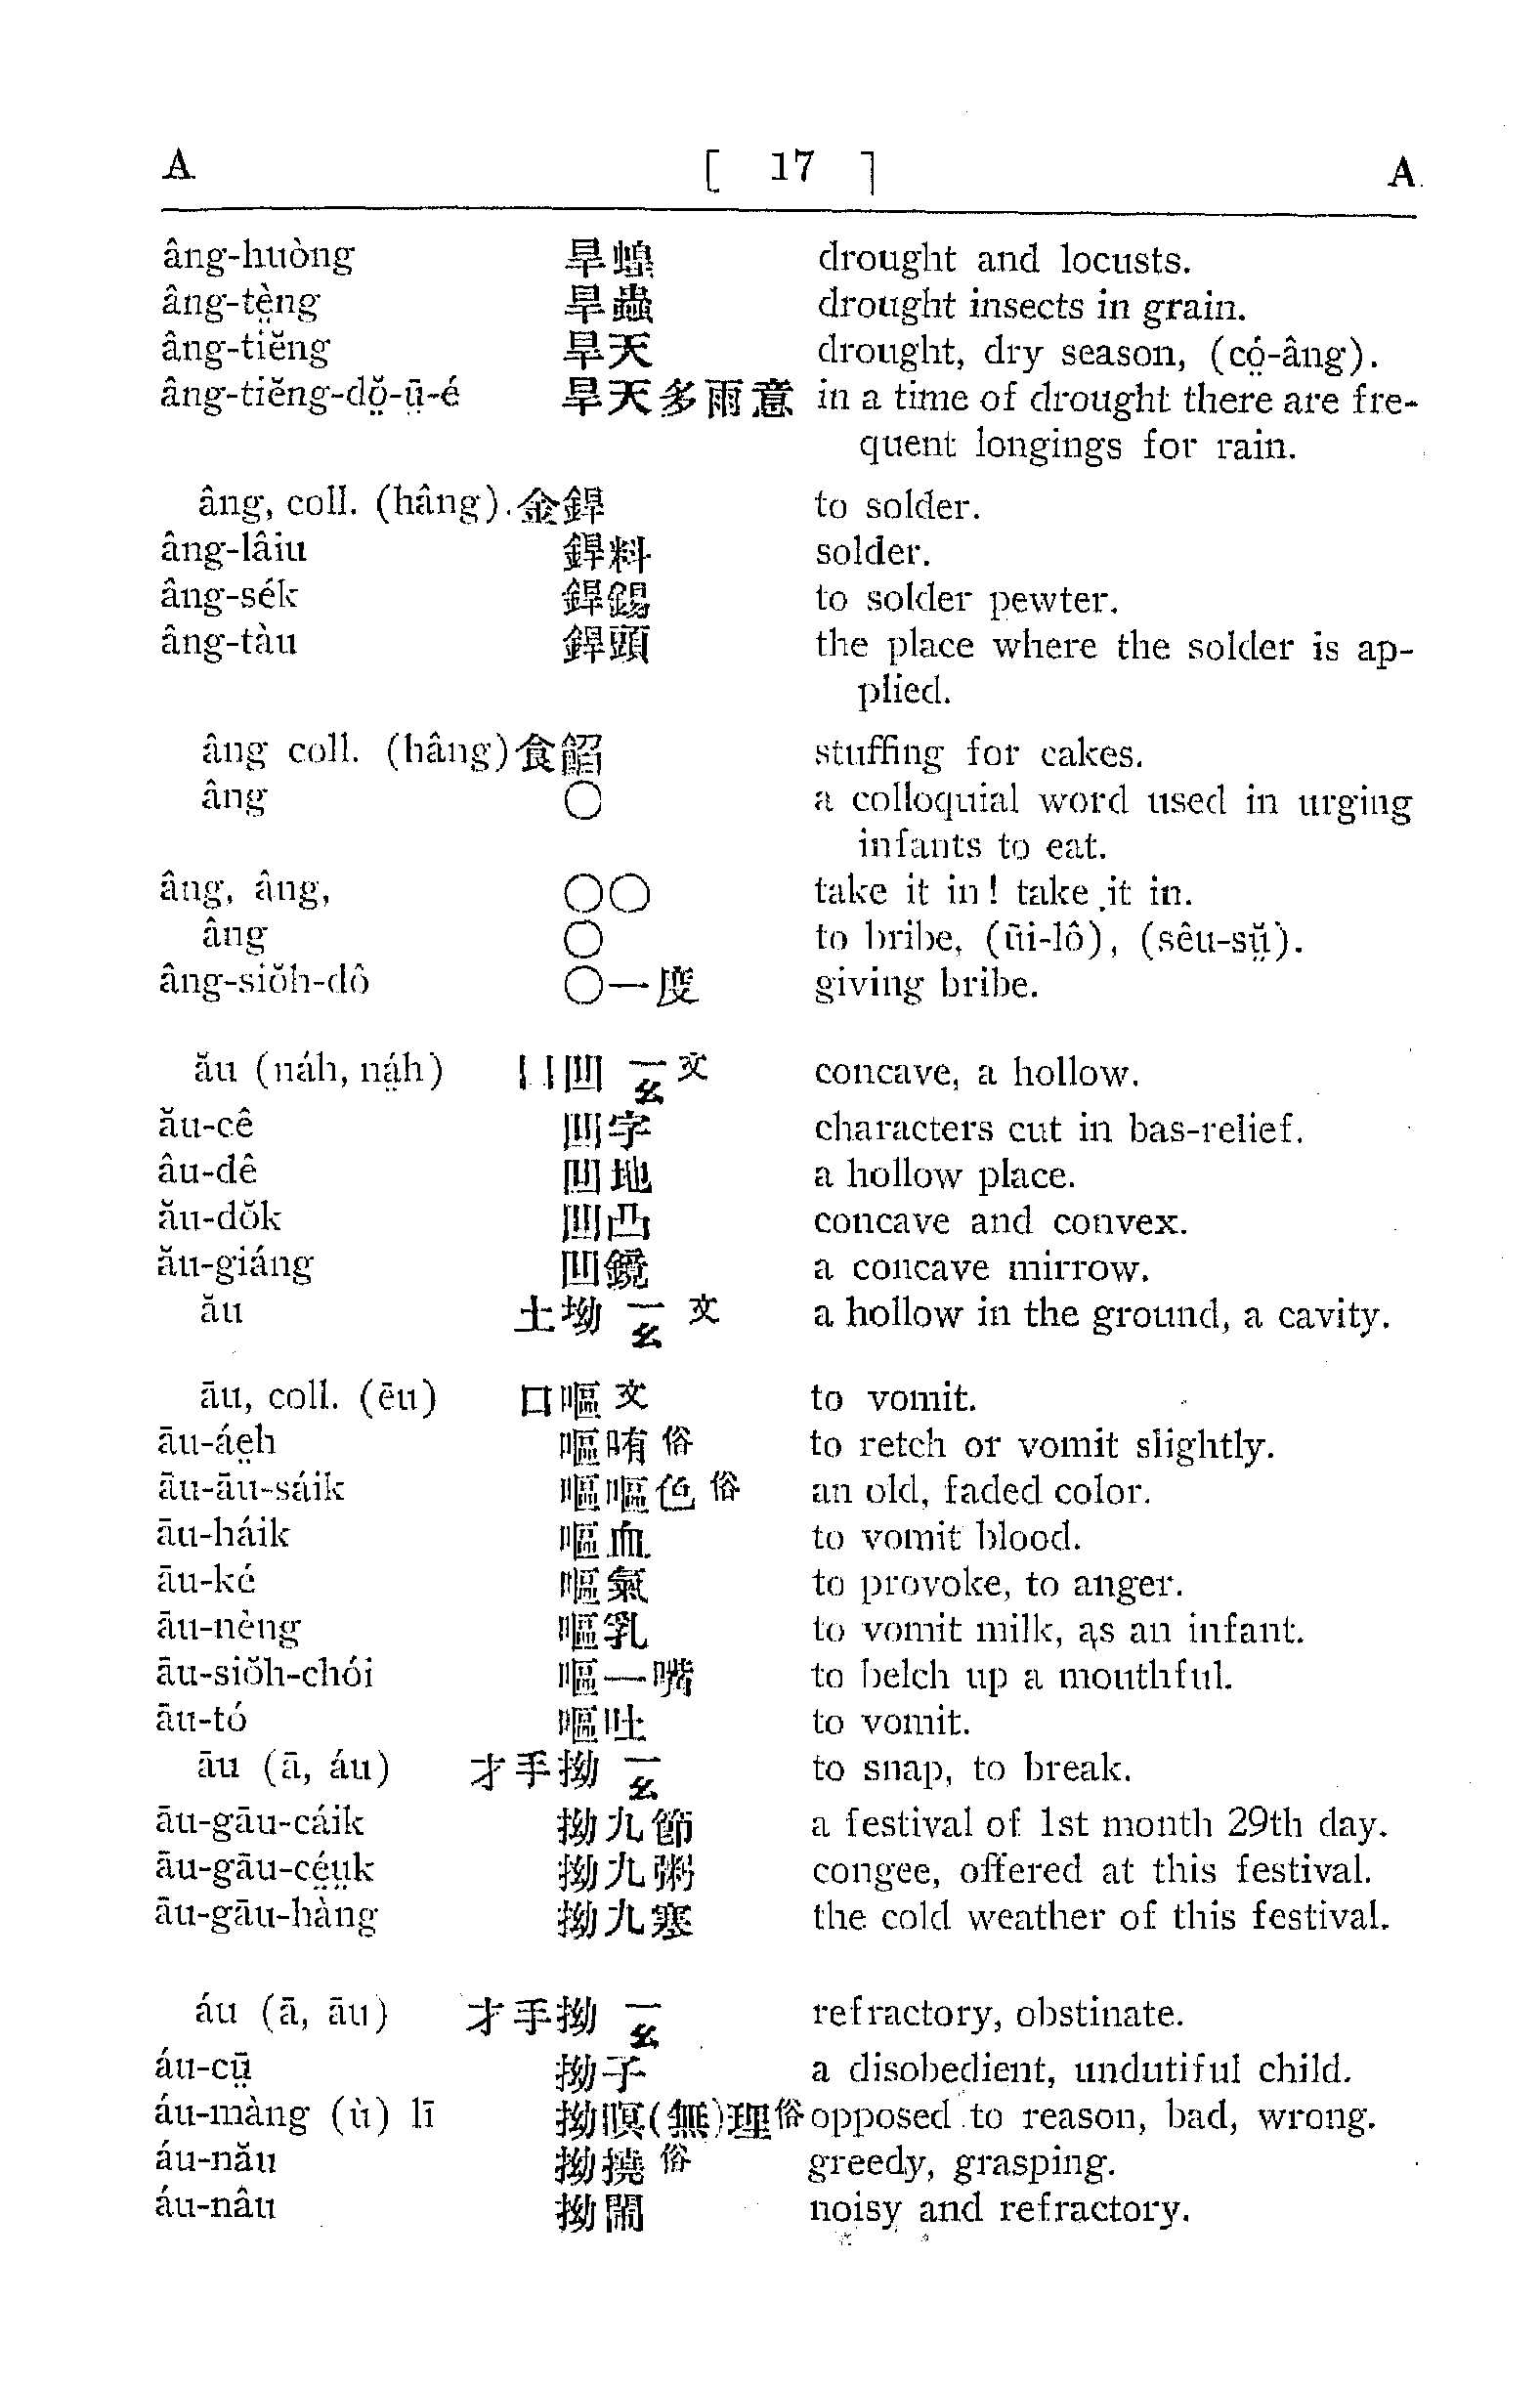 A [ 17 ] A
âng-huòng 旱蝗 drought and locusts.
âng-tè̤ng 旱蟲 drought insects in grain.
âng-tiĕng 旱天 drought, dry season, (có̤-âng).
âng-tiĕng-dŏ̤-ṳ̄-é 旱天多雨意 in a time of drought there are fre-
quent longings for rain.
âng, coll. (hâng). 金銲 to solder.
âng-lâiu 銲料 solder.
âng-sék 銲錫 to solder pewter.
âng-tàu 銲頭 the place where the solder is ap-
plied.
âng coll. (hâng) 食餡 stuffing for cakes.
âng ○ a colloquial word used in urging
infants to eat.
âng, âng, ○○ take it in! take it in.
âng ○ to bribe, (ūi-lô), (sêu-sṳ̆).
âng-siŏh-dô ○一度 giving bribe.
ău (náh, ná̤h) 凵凹 一幺 文 concave, a hollow.
ău-cê 凹字 characters cut in bas-relief.
âu-dê 凹地 a hollow place.
ău-dŏk 凹凸 concave and convex.
ău-giáng 凹鏡 a concave mirrow.
ău 土坳 一幺 文 a hollow in the ground, a cavity.
āu, coll. (ēu) 口嘔 文 to vomit.
āu-áe̤h 嘔哊 俗 to retch or vomit slightly.
āu-āu-sáik 嘔嘔色 俗 an old, faded color.
āu-háik 嘔血 to vomit blood.
āu-ké 嘔氣 to provoke, to anger.
āu-nèng 嘔乳 to vomit milk, as an infant.
āu-siŏh-chói 嘔一嘴 to belch up a mouthful.
āu-tó 嘔吐 to vomit.
āu (ā, áu) 才手拗 一幺 to snap, to break.
āu-gāu-cáik 拗九節 a festival of 1st month 29th day.
āu-gāu-cé̤ṳk 拗九粥 congee, offered at this festival.
āu-gāu-hàng 拗九寒 the cold weather of this festival.
áu (ā, āu) 才手拗 一幺 refractory, obstinate.
áu-cṳ̄ 拗子 a disobedient, undutiful child.
áu-màng (ù) lī 拗瞑(無)理 俗 opposed to reason, bad, wrong.
áu-nău 拗撓 俗 greedy, grasping.
áu-nâu 拗鬧 noisy and refractory.